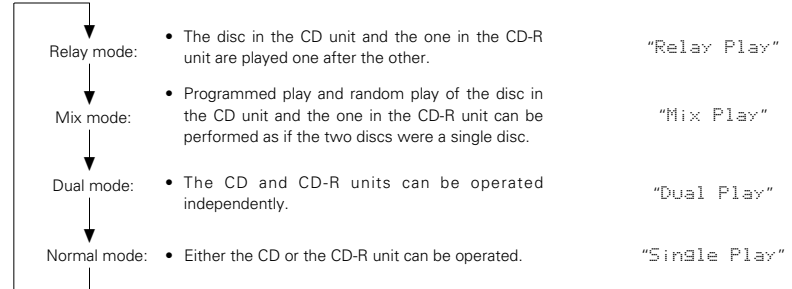 Relay mode: • The disc in the CD unit and the one in the CD-R "Relay Play"
unit are played one after the other.
Mix mode: • Programmed play and random play of the disc in
the CD unit and the one in the CD-R unit can be "Mix Play"
performed as if the two discs were a single disc.
Dual mode: • The CD and CD-R units can be operated "Dual Play"
independently.
Normal mode: • Either the CD or the CD-R unit can be operated. "Single Play"